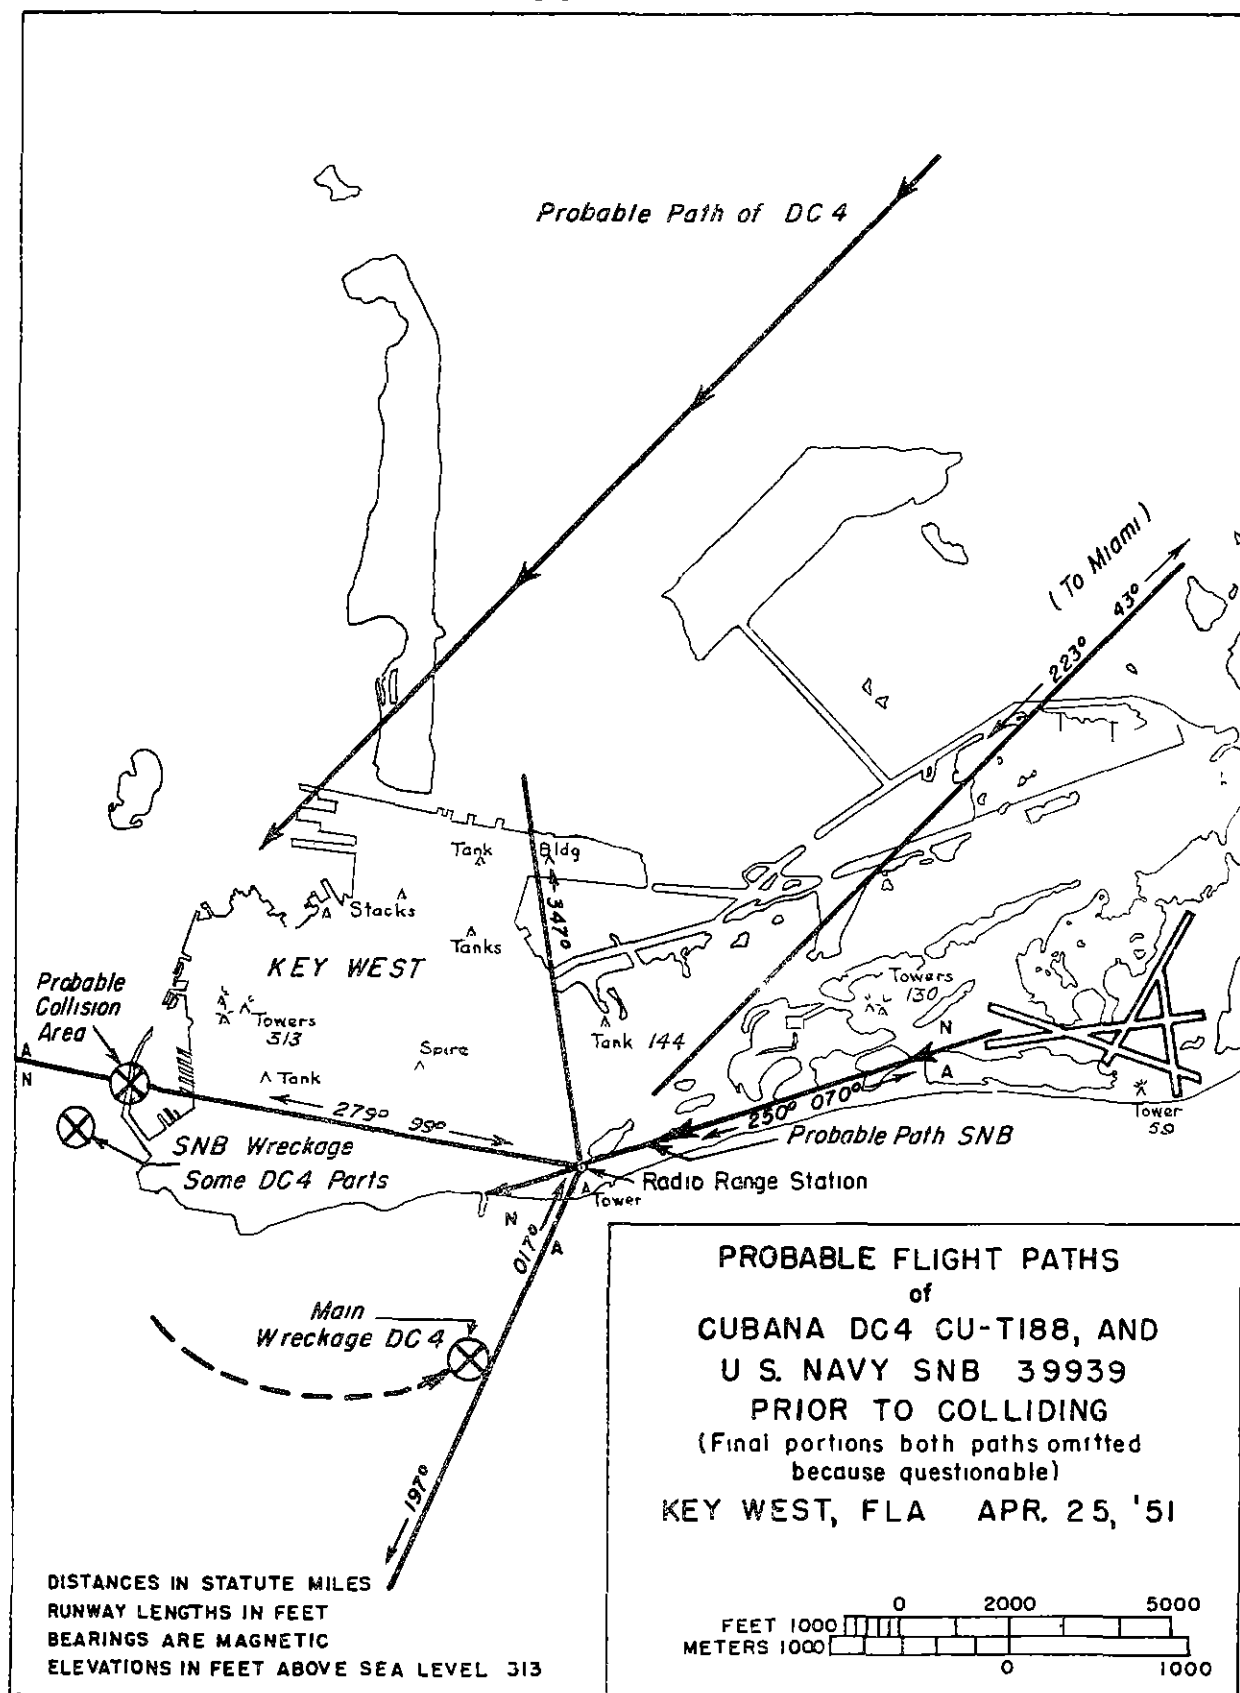 Probable Path of DC 4
(To Miami)
43°
223°
Tank
Bldg
347°
Stacks
Tanks
KEY WEST
Probable
Collision
Area
Towers
313
Towers
130
Tank 144
Spire
Tank
A
N
N
A
279° 99°
250° 070°
Tower
59
SNB Wreckage
Some DC4 Parts
Probable Path SNB
Radio Range Station
Tower
N
A
017°
Main
Wreckage DC 4
197°
PROBABLE FLIGHT PATHS
of
CUBANA DC4 CU-T188, AND
U S. NAVY SNB 39939
PRIOR TO COLLIDING
(Final portions both paths omitted
because questionable)
KEY WEST, FLA APR. 25, '51
DISTANCES IN STATUTE MILES
RUNWAY LENGTHS IN FEET
BEARINGS ARE MAGNETIC
ELEVATIONS IN FEET ABOVE SEA LEVEL 313
0 2000 5000
FEET 1000
METERS 1000
0 1000